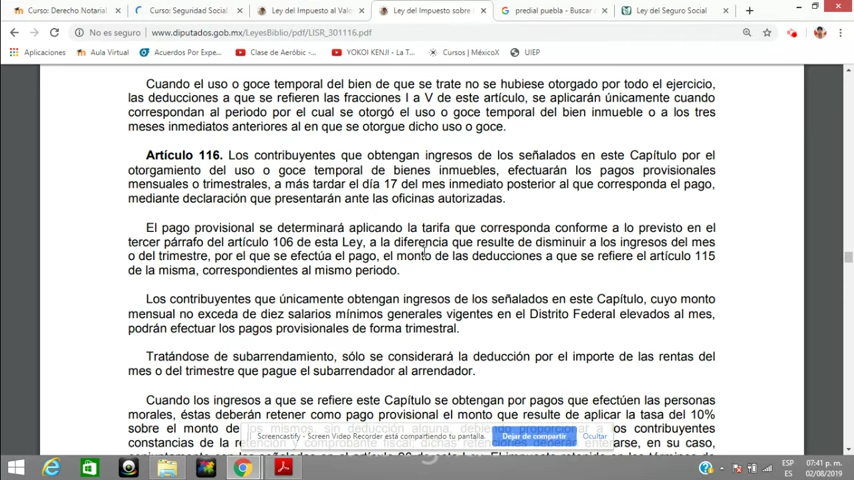 Curso: Derecho Notarial
Curso: Seguridad Social
Ley del Impuesto al Valo
Ley del Impuesto sobre
predial puebla - Buscar
Ley del Seguro Social
No es seguro | www.diputados.gob.mx/LeyesBiblio/pdf/LISR_301116.pdf
Aplicaciones
Aula Virtual
Acuerdos Por Expe...
Clase de Aeróbic -...
YOKOI KENJI - La T...
Cursos | MéxicoX
UIEP
Cuando el uso o goce temporal del bien de que se trate no se hubiese otorgado por todo el ejercicio,
las deducciones a que se refieren las fracciones I a V de este artículo, se aplicarán únicamente cuando
correspondan al periodo por el cual se otorgó el uso o goce temporal del bien inmueble o a los tres
meses inmediatos anteriores al en que se otorgue dicho uso o goce.
Artículo 116. Los contribuyentes que obtengan ingresos de los señalados en este Capítulo por el
otorgamiento del uso o goce temporal de bienes inmuebles, efectuarán los pagos provisionales
mensuales o trimestrales, a más tardar el día 17 del mes inmediato posterior al que corresponda el pago,
mediante declaración que presentarán ante las oficinas autorizadas.
El pago provisional se determinará aplicando la tarifa que corresponda conforme a lo previsto en el
tercer párrafo del artículo 106 de esta Ley, a la diferencia que resulte de disminuir a los ingresos del mes
o del trimestre, por el que se efectúa el pago, el monto de las deducciones a que se refiere el artículo 115
de la misma, correspondientes al mismo periodo.
Los contribuyentes que únicamente obtengan ingresos de los señalados en este Capítulo, cuyo monto
mensual no exceda de diez salarios mínimos generales vigentes en el Distrito Federal elevados al mes,
podrán efectuar los pagos provisionales de forma trimestral.
Tratándose de subarrendamiento, sólo se considerará la deducción por el importe de las rentas del
mes o del trimestre que pague el subarrendador al arrendador.
Cuando los ingresos a que se refiere este Capítulo se obtengan por pagos que efectúen las personas
morales, éstas deberán retener como pago provisional el monto que resulte de aplicar la tasa del 10%
sobre el monto de los mismos, sin deducción alguna, debiendo proporcionar a los contribuyentes
constancias de la
Screencastify - Screen Video Recorder está compartiendo tu pantalla.
Dejar de compartir
Ocultar
ESP
ES
07:41 p. m.
02/08/2019